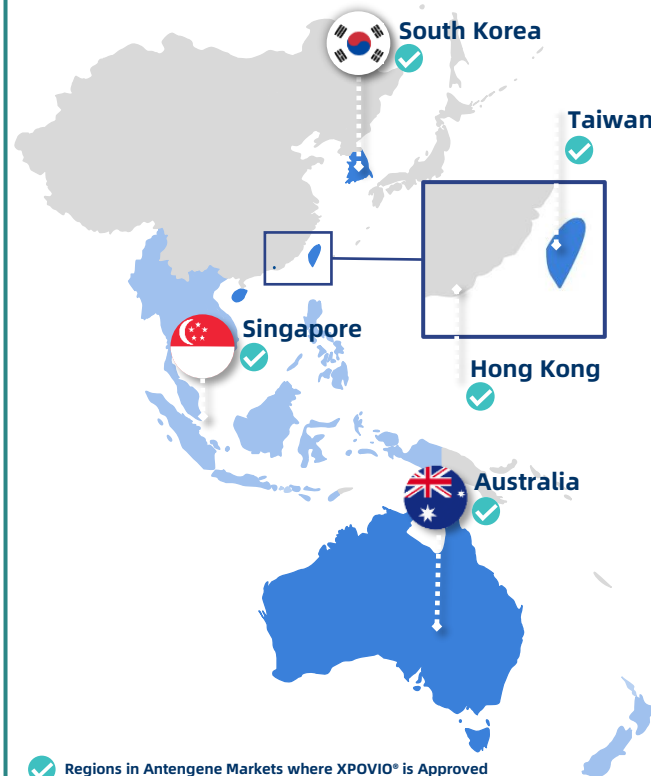 South Korea
Taiwan
Singapore
Hong Kong
Australia
Regions in Antengene Markets where XPOVIO® is Approved